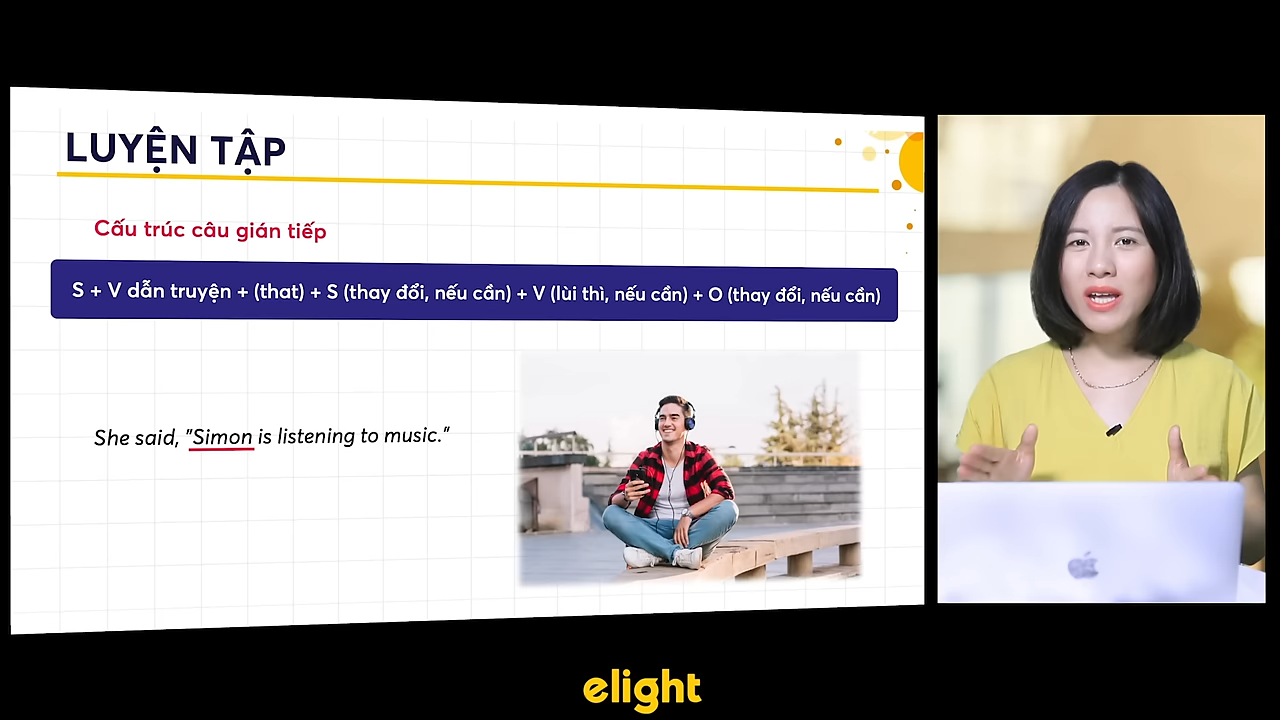 LUYỆN TẬP
Cấu trúc câu gián tiếp
S + V dẫn truyện + (that) + S (thay đổi, nếu cần) + V (lùi thì, nếu cần) + O (thay đổi, nếu cần)
She said, "Simon is listening to music."
elight